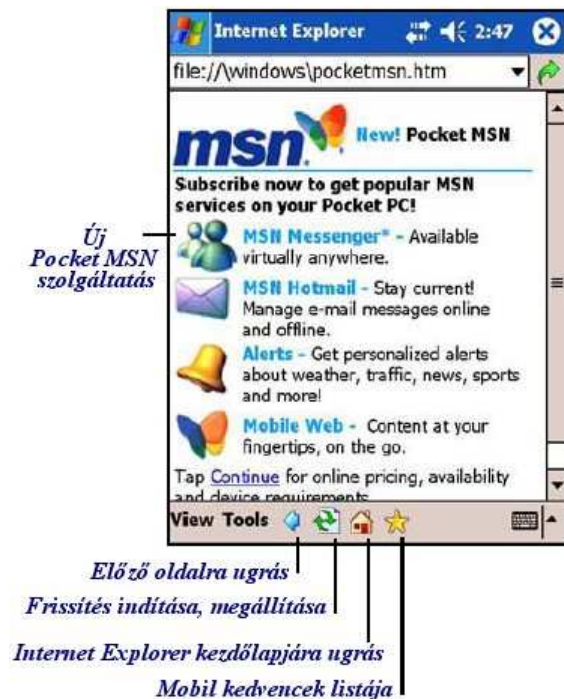 Internet Explorer 2:47
file://\windows\pocketmsn.htm
msn New! Pocket MSN
Subscribe now to get popular MSN
services on your Pocket PC!
Új
Pocket MSN
szolgáltatás
MSN Messenger* - Available
virtually anywhere.
MSN Hotmail - Stay current!
Manage e-mail messages online
and offline.
Alerts - Get personalized alerts
about weather, traffic, news, sports
and more!
Mobile Web - Content at your
fingertips, on the go.
Tap Continue for online pricing, availability
and device requirements
View Tools
Előző oldalra ugrás
Frissítés indítása, megállítása
Internet Explorer kezdőlapjára ugrás
Mobil kedvencek listája